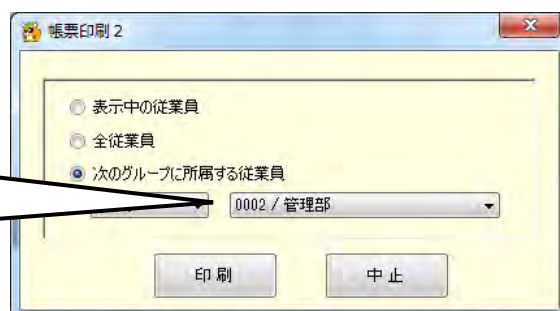 帳票印刷 2
表示中の従業員
全従業員
次のグループに所属する従業員
0002 / 管理部
印刷
中止